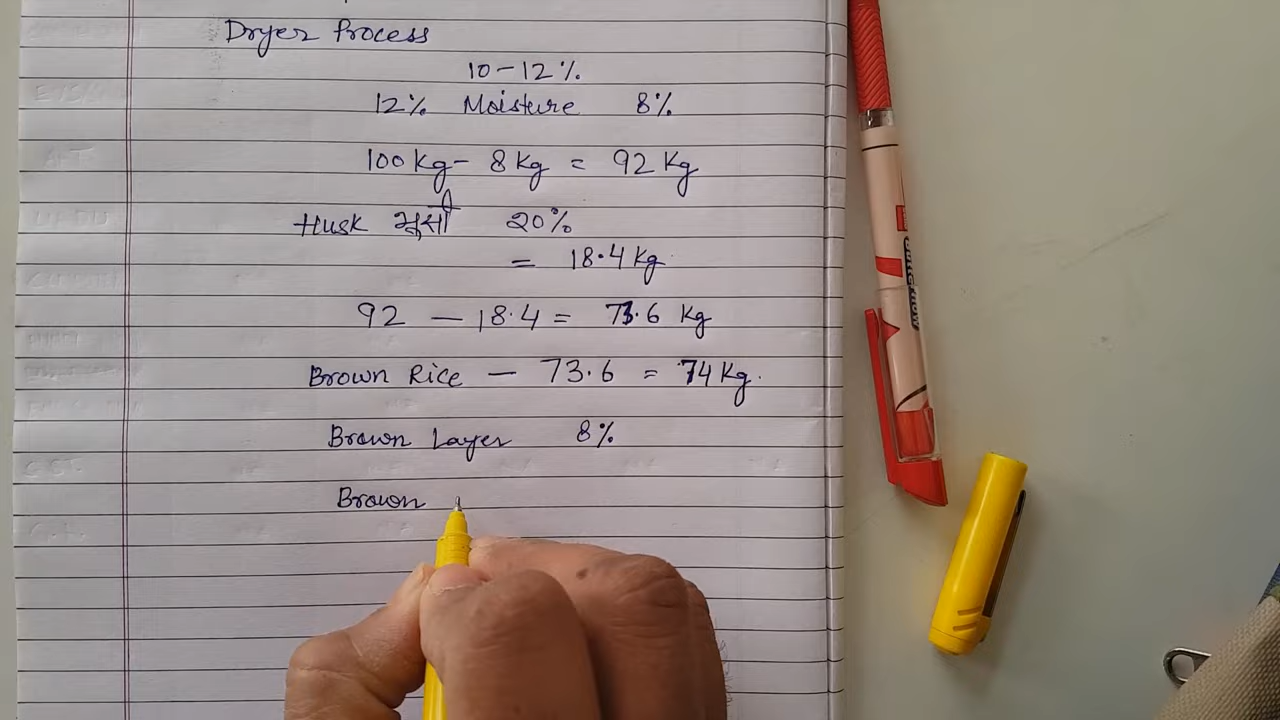 Dryer Process
10-12%
12% Moisture 8%
100 Kg - 8 Kg = 92 Kg
Husk भूसी 20%
= 18.4 Kg.
92 - 18.4 = 73.6 Kg
Brown Rice - 73.6 = 74 Kg.
Brown Layer 8%
Brown